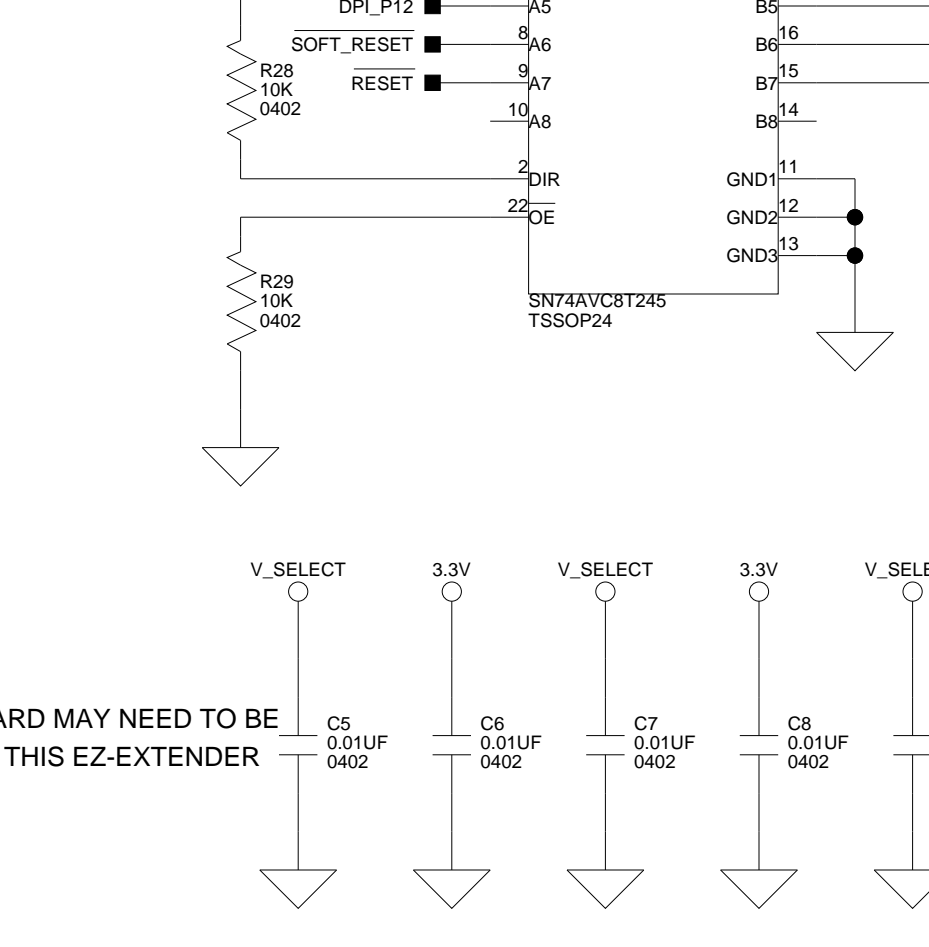 DPI_P12
A5
B5
SOFT_RESET
8
A6
B6
16
RESET
9
A7
B7
15
10
A8
B8
14
R28
10K
0402
2
DIR
GND1
11
22
OE
GND2
12
GND3
13
R29
10K
0402
SN74AVC8T245
TSSOP24
V_SELECT
3.3V
V_SELECT
3.3V
V_SELE
ARD MAY NEED TO BE
THIS EZ-EXTENDER
C5
0.01UF
0402
C6
0.01UF
0402
C7
0.01UF
0402
C8
0.01UF
0402